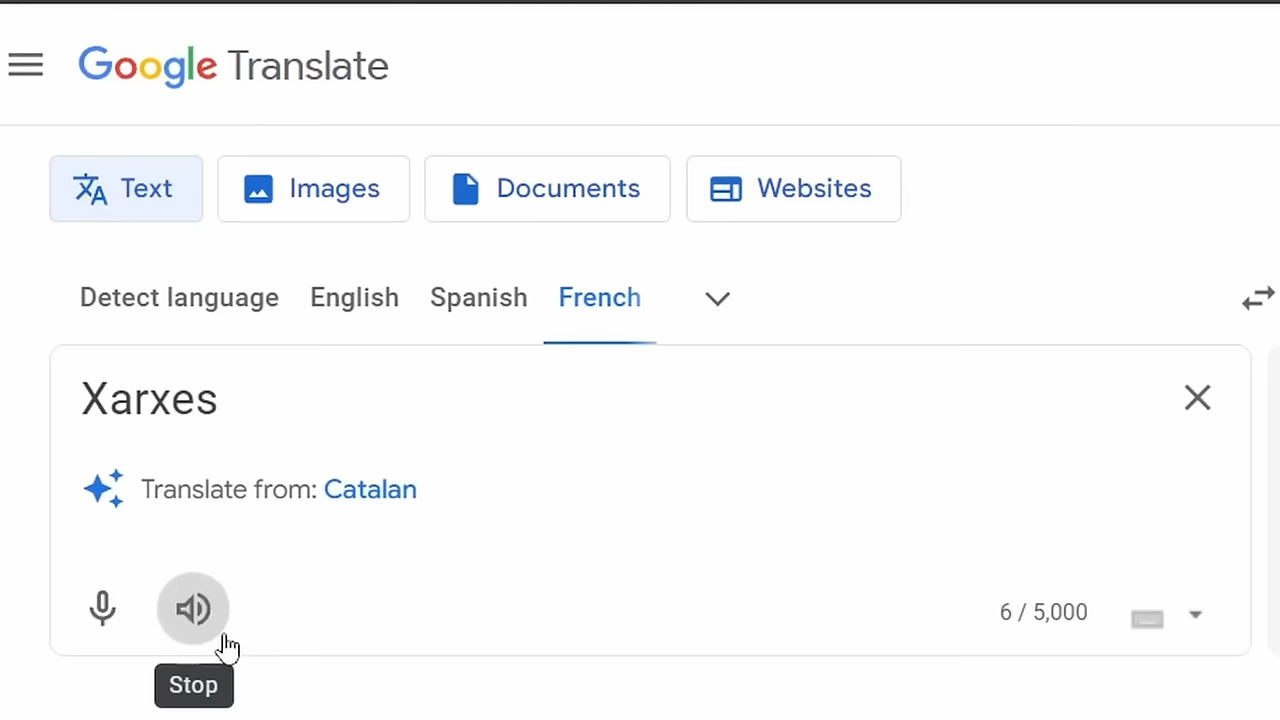 Google Translate
Text Images Documents Websites
Detect language English Spanish French
Xarxes
Translate from: Catalan
6 / 5,000
Stop